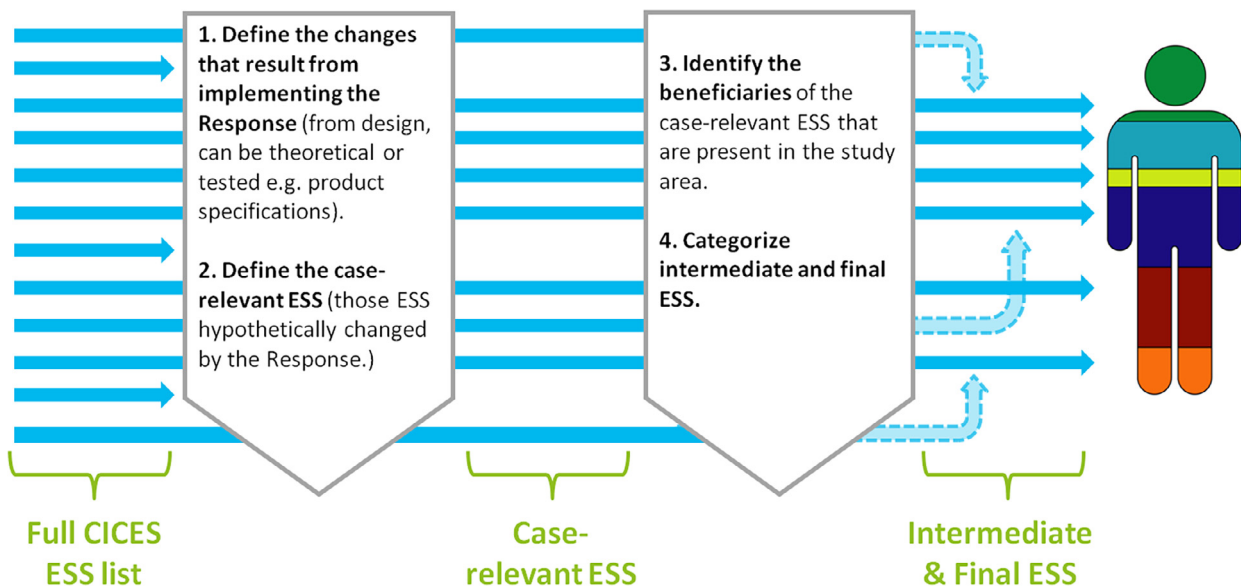 1. Define the changes
that result from
implementing the
Response (from design,
can be theoretical or
tested e.g. product
specifications).
2. Define the case-
relevant ESS (those ESS
hypothetically changed
by the Response.)
3. Identify the
beneficiaries of the
case-relevant ESS that
are present in the study
area.
4. Categorize
intermediate and final
ESS.
Full CICES
ESS list
Case-
relevant ESS
Intermediate
& Final ESS